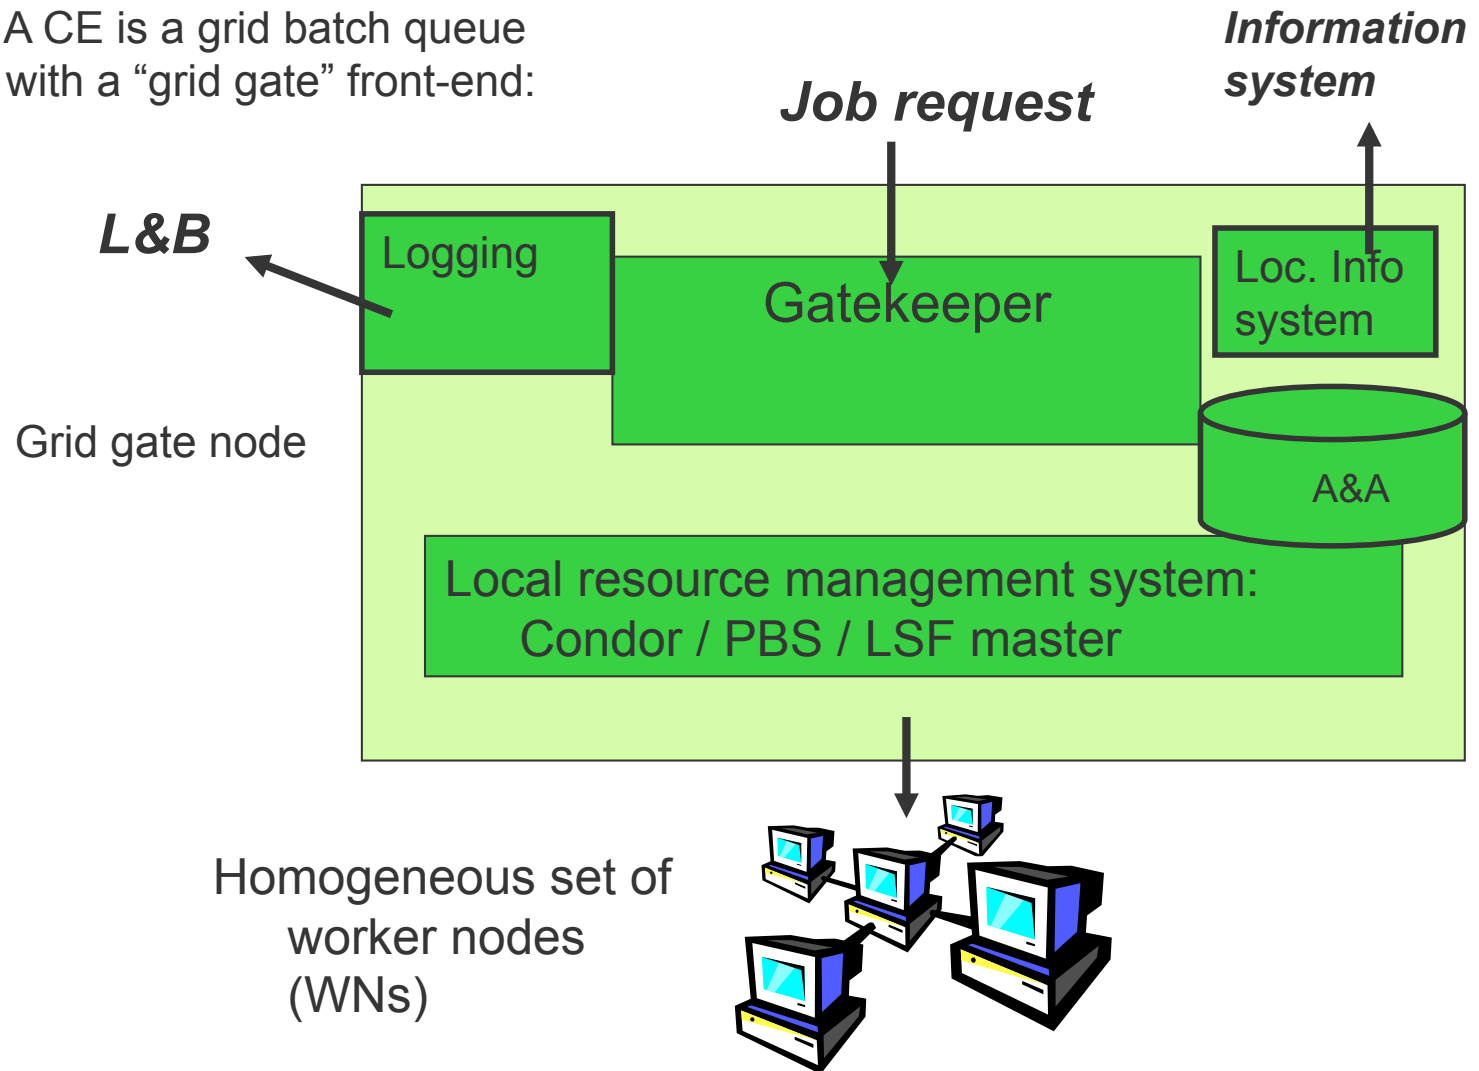 A CE is a grid batch queue
with a “grid gate” front-end:
Information
system
Job request
L&B
Logging
Gatekeeper
Loc. Info
system
Grid gate node
A&A
Local resource management system:
Condor / PBS / LSF master
Homogeneous set of
worker nodes
(WNs)